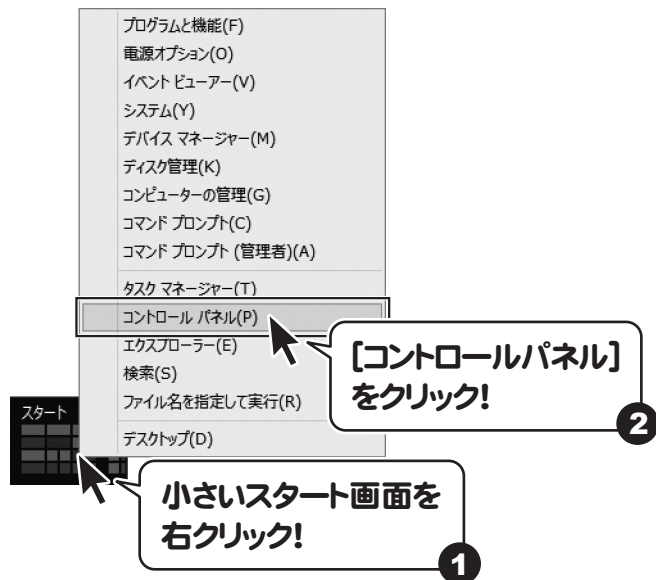 プログラムと機能(F)
電源オプション(O)
イベント ビューアー(V)
システム(Y)
デバイス マネージャー(M)
ディスク管理(K)
コンピューターの管理(G)
コマンド プロンプト(C)
コマンド プロンプト (管理者)(A)
タスク マネージャー(T)
コントロール パネル(P)
エクスプローラー(E)
検索(S)
ファイル名を指定して実行(R)
デスクトップ(D)
[コントロールパネル]
をクリック!
2
スタート
小さいスタート画面を
右クリック!
1